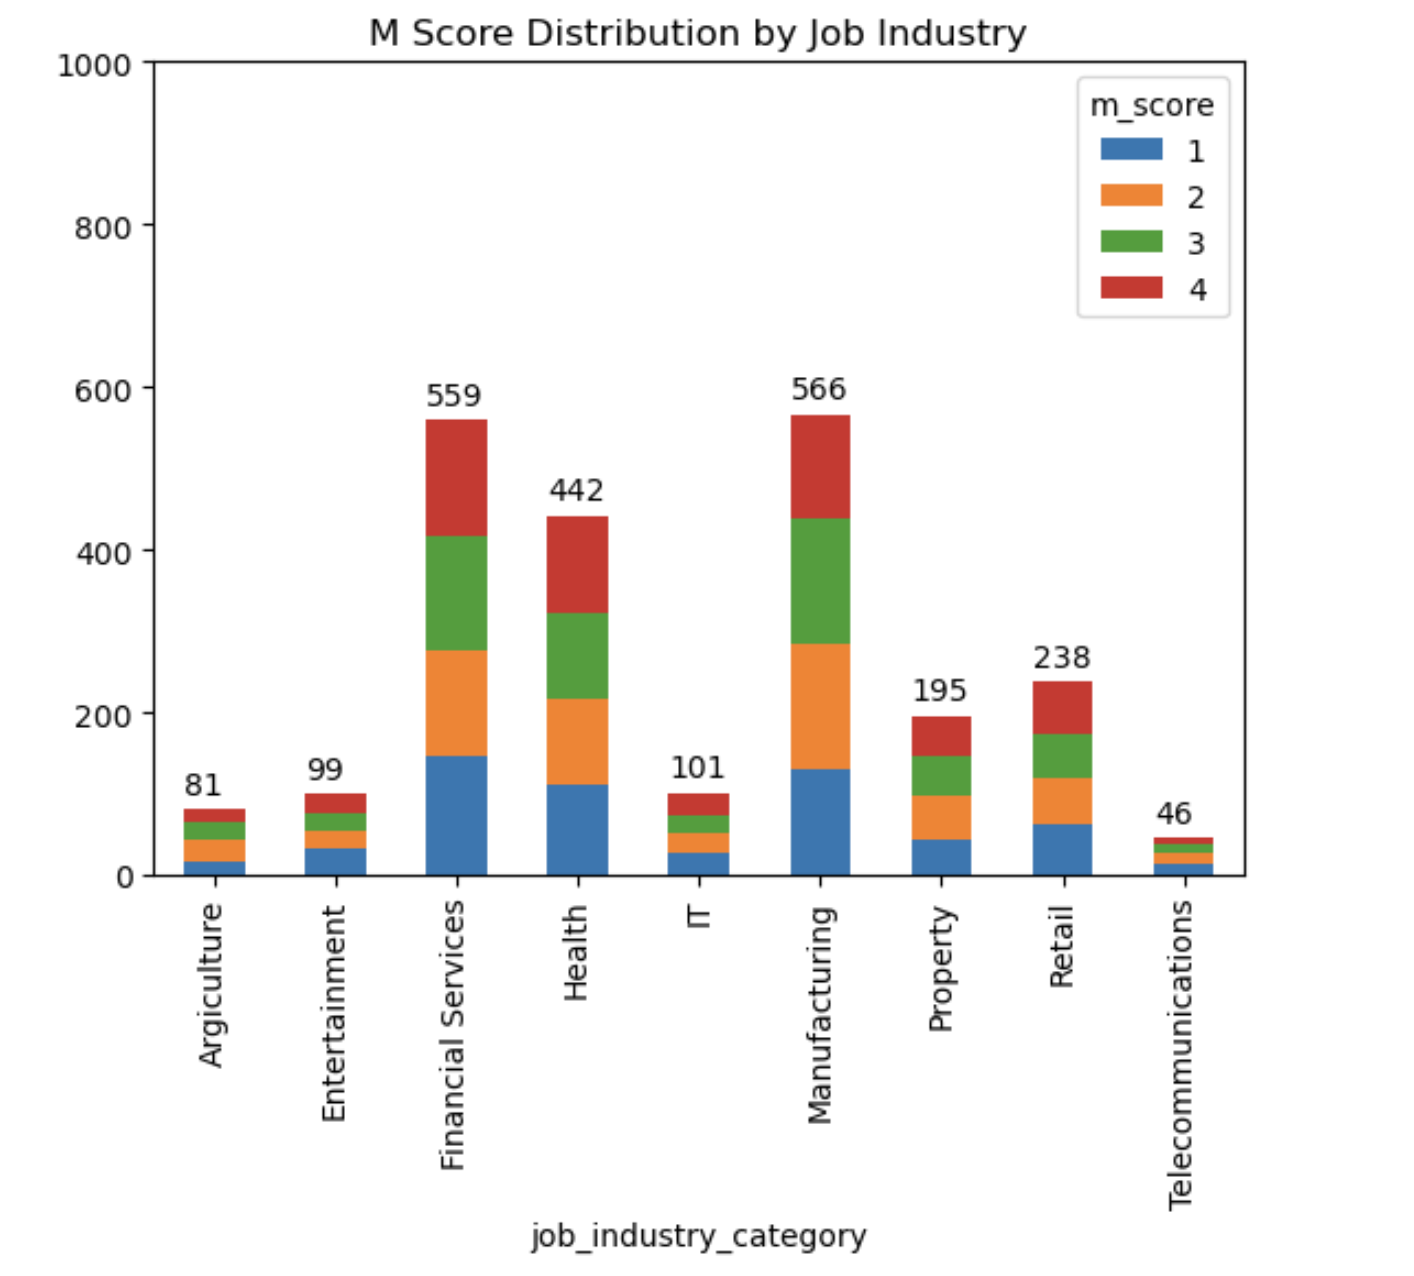 M Score Distribution by Job Industry
1000
800
600
400
200
0
m_score
1
2
3
4
81
99
559
442
101
566
195
238
46
Argiculture
Entertainment
Financial Services
Health
IT
Manufacturing
Property
Retail
Telecommunications
job_industry_category